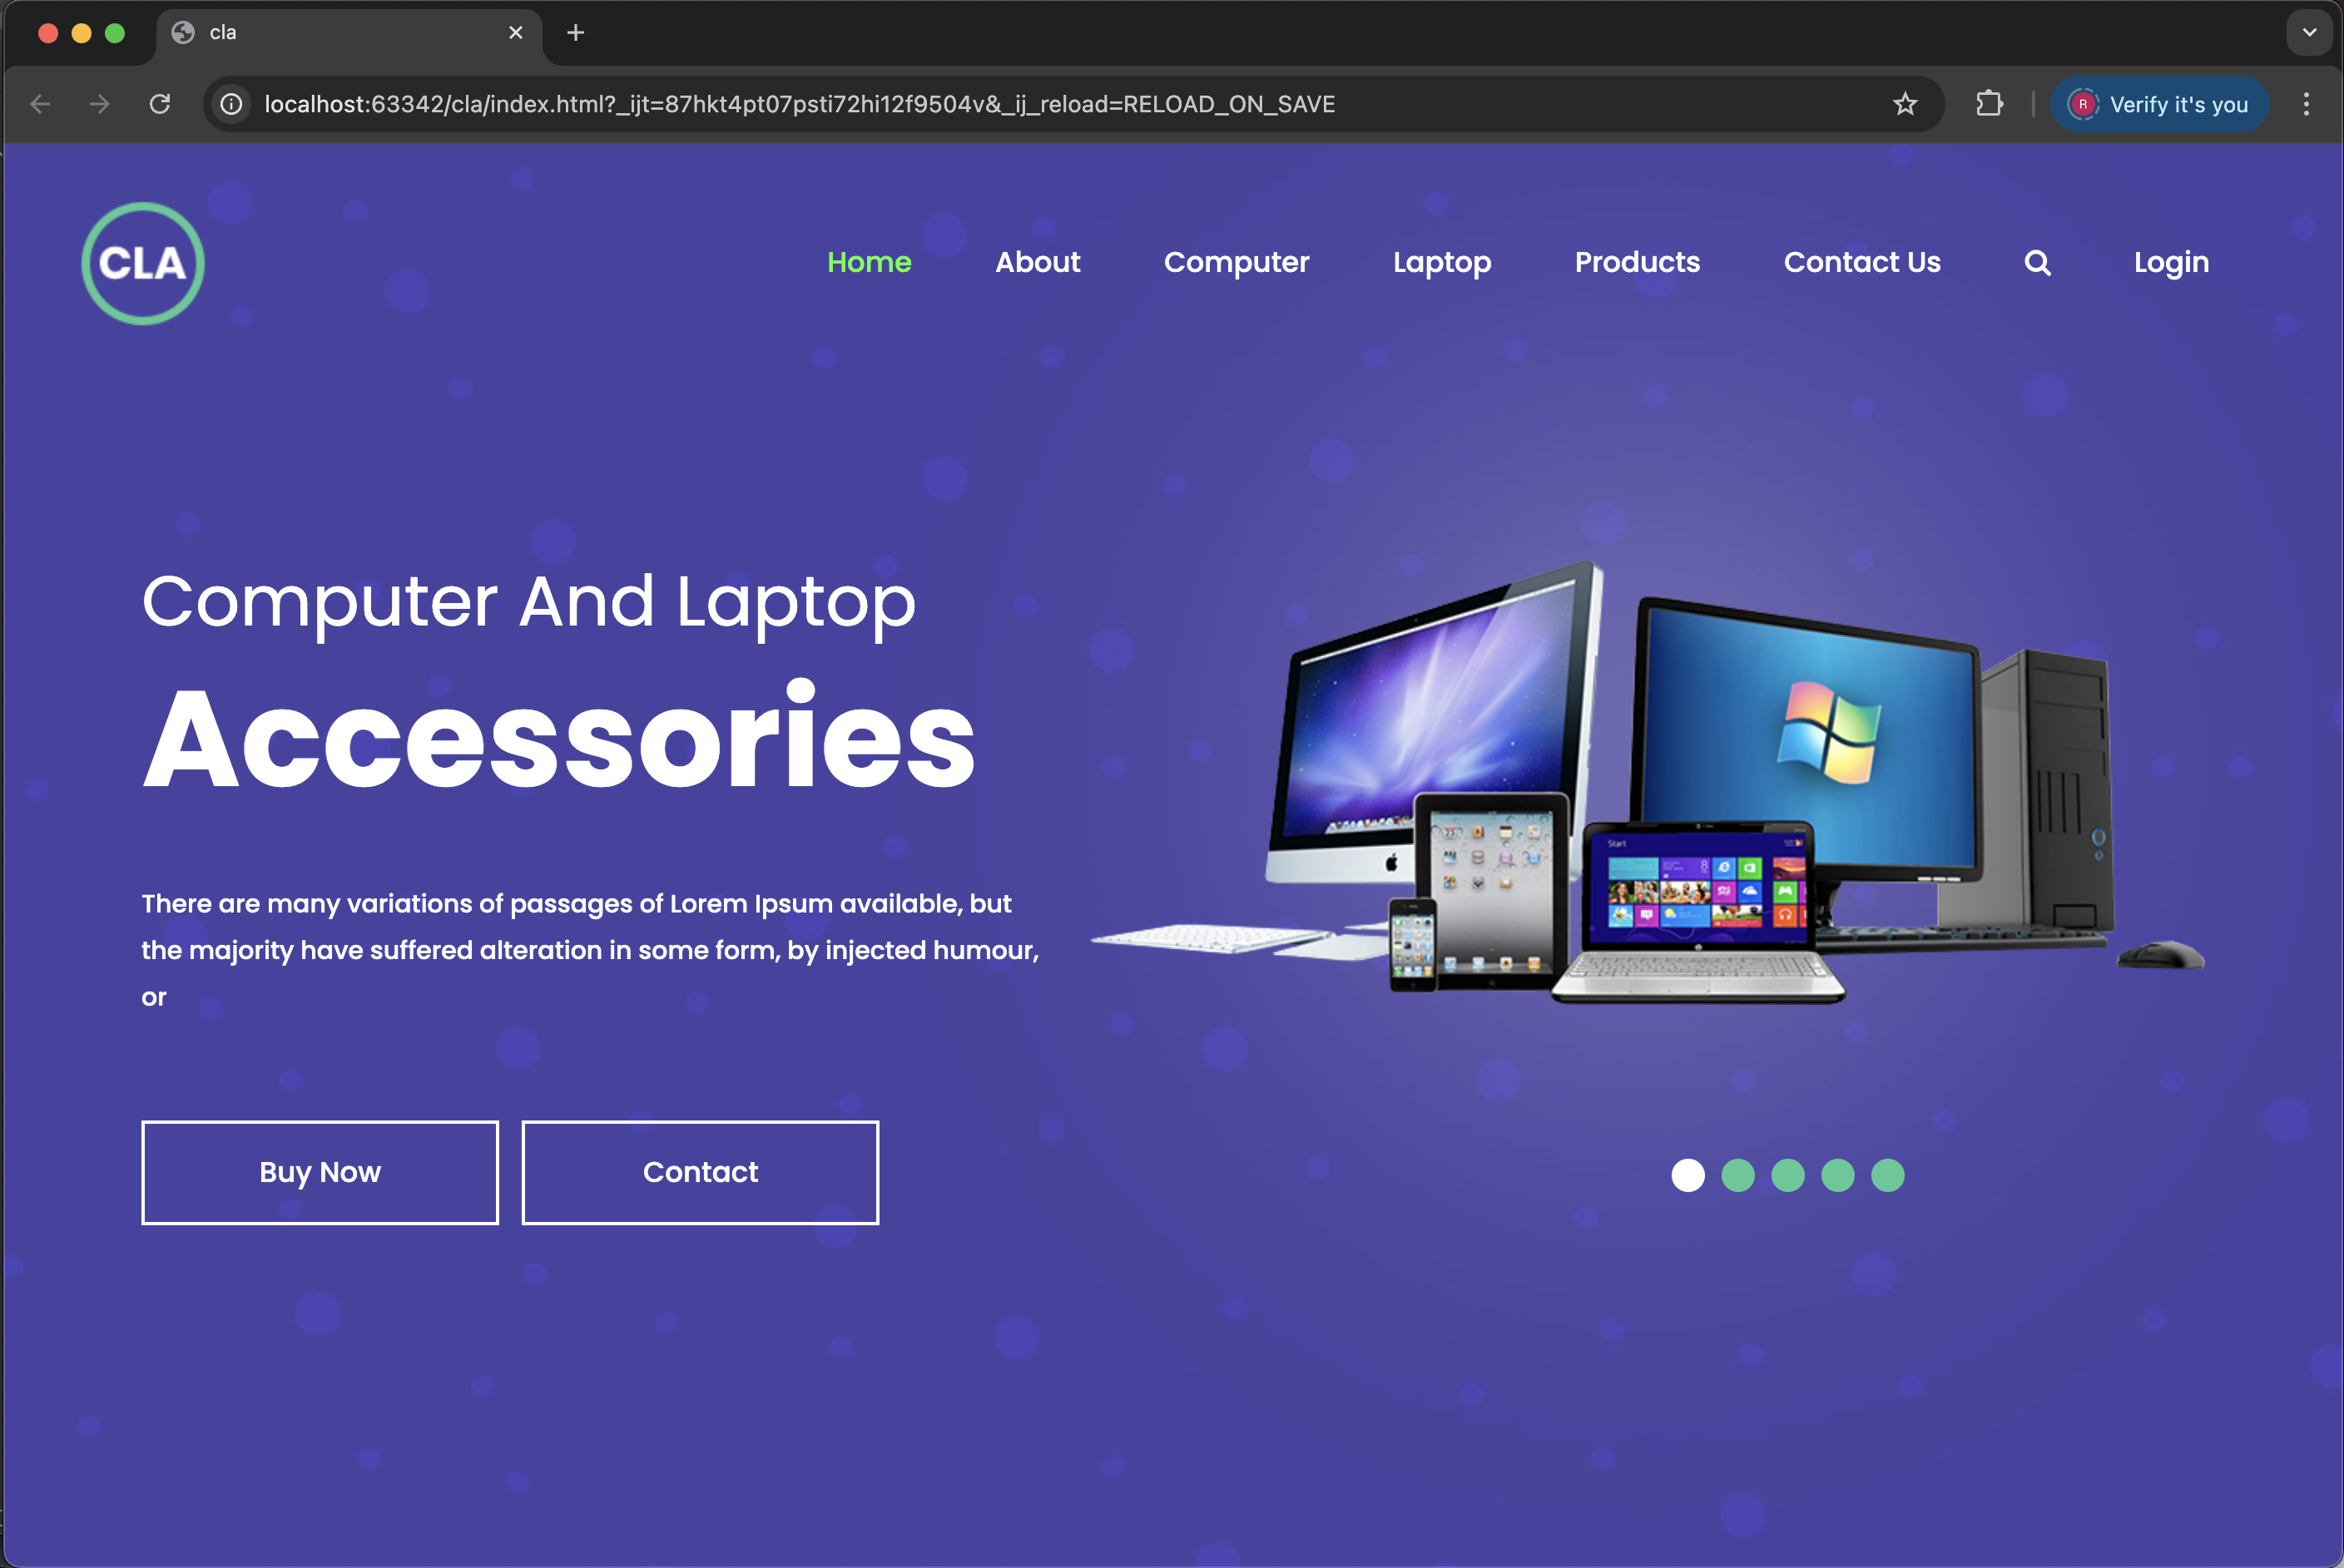 cla
localhost:63342/cla/index.html?_ijt=87hkt4pt07psti72hi12f9504v&_ij_reload=RELOAD_ON_SAVE
R
Verify it's you
CLA
Home
About
Computer
Laptop
Products
Contact Us
Login
Computer And Laptop
Accessories
Start
There are many variations of passages of Lorem Ipsum available, but
the majority have suffered alteration in some form, by injected humour,
or
Buy Now
Contact